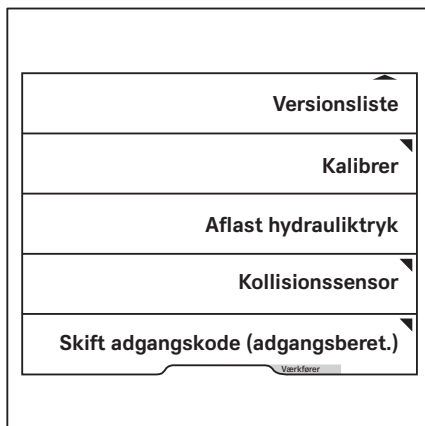 Versionsliste
Kalibrer
Aflast hydrauliktryk
Kollisionssensor
Skift adgangskode (adgangsberet.)
Værkfører